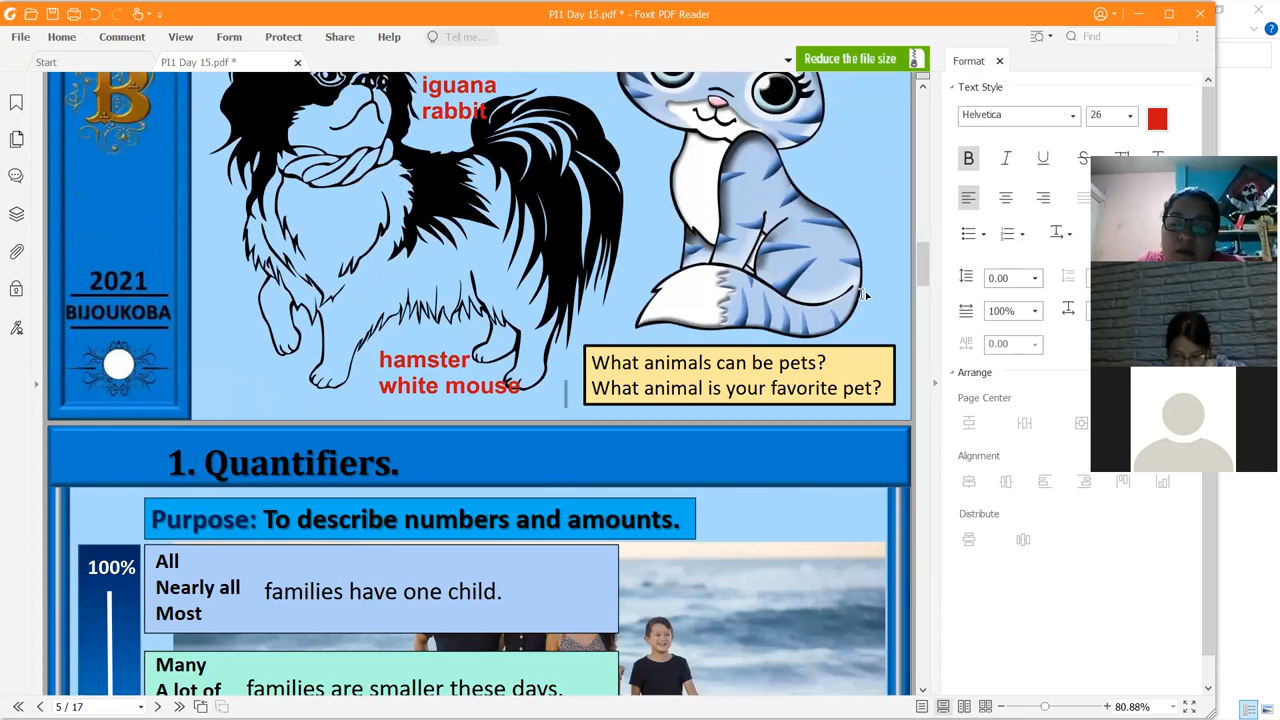 PI1 Day 15.pdf * - Foxit PDF Reader
File Home Comment View Form Protect Share Help Tell me... Find
Start PI1 Day 15.pdf * Reduce the file size
Format
Text Style
Helvetica 26
B I U S
0.00
100%
0.00
Arrange
Page Center
Alignment
Distribute
B
2021
BIJOUKOBA
iguana
rabbit
hamster
white mouse
What animals can be pets?
What animal is your favorite pet?
1. Quantifiers.
Purpose: To describe numbers and amounts.
100%
All
Nearly all
Most
families have one child.
Many
A lot of
families are smaller these days.
5 / 17
80.88%